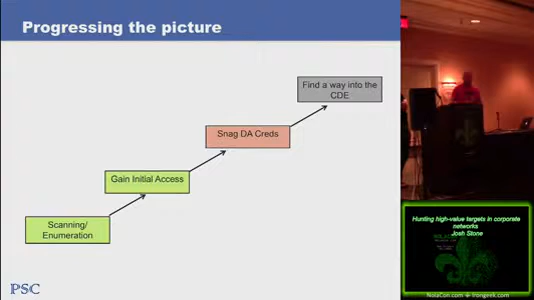 Progressing the picture
Find a way into the
CDE
Snag DA Creds
Gain Initial Access
Scanning/
Enumeration
PSC
Hunting high-value targets in corporate
networks
Josh Stone
NolaCon.com
Irongeek.com